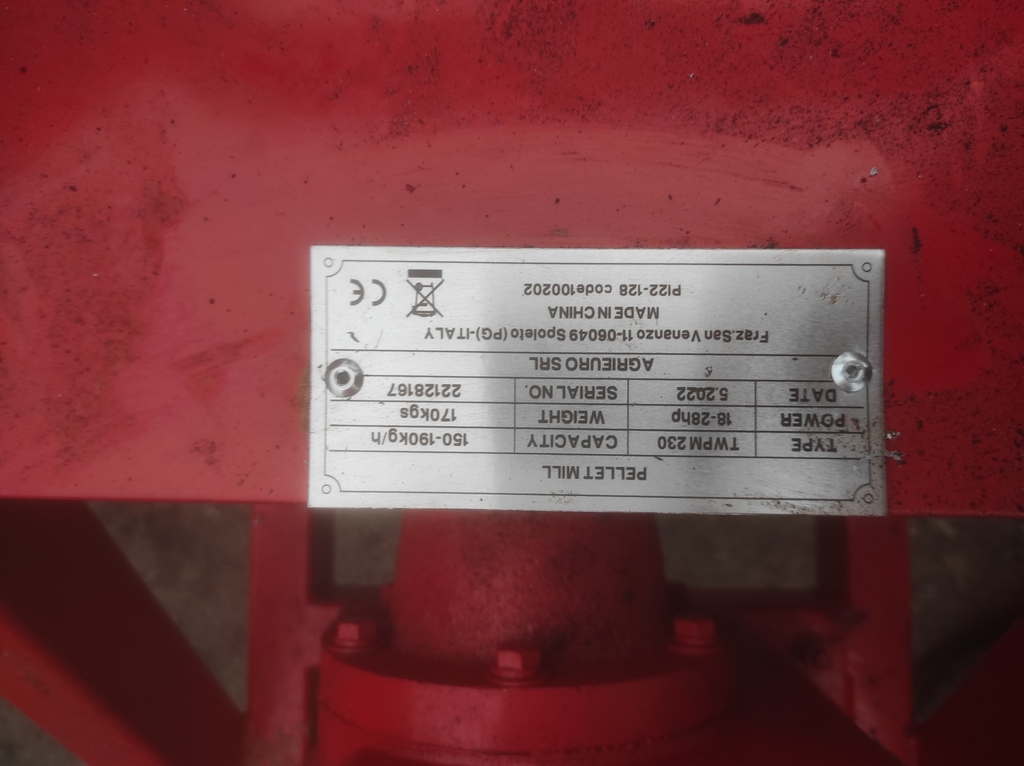 PELLET MILL
TYPE TWPM 230 CAPACITY 150-190kg/h
POWER 18-28hp WEIGHT 170kgs
DATE 5.2022 SERIAL NO. 22128167
AGRIEURO SRL
Fraz.San Venanzo 11-06049 Spoleto (PG)-ITALY
MADE IN CHINA
PI22-128 code100202
CE